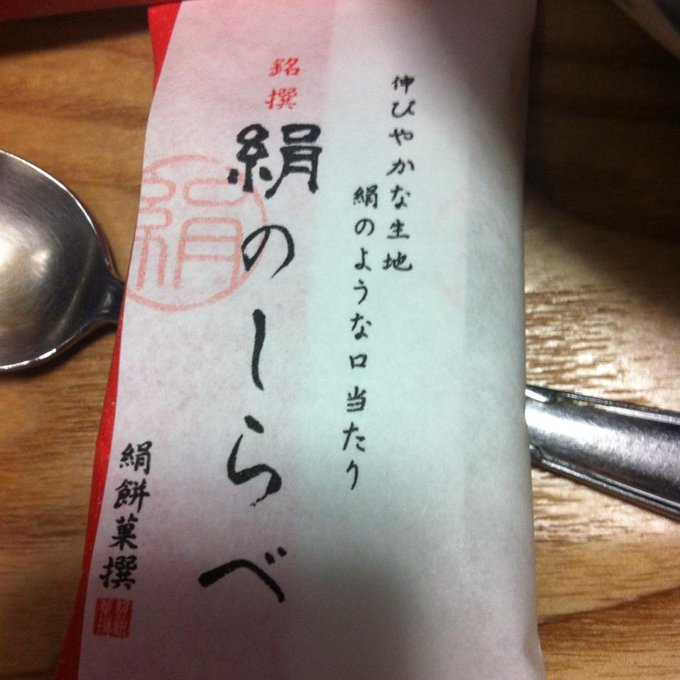 伸びやかな生地
絹のような口当たり
銘撰
絹のしらべ
絹
絹餅菓撰